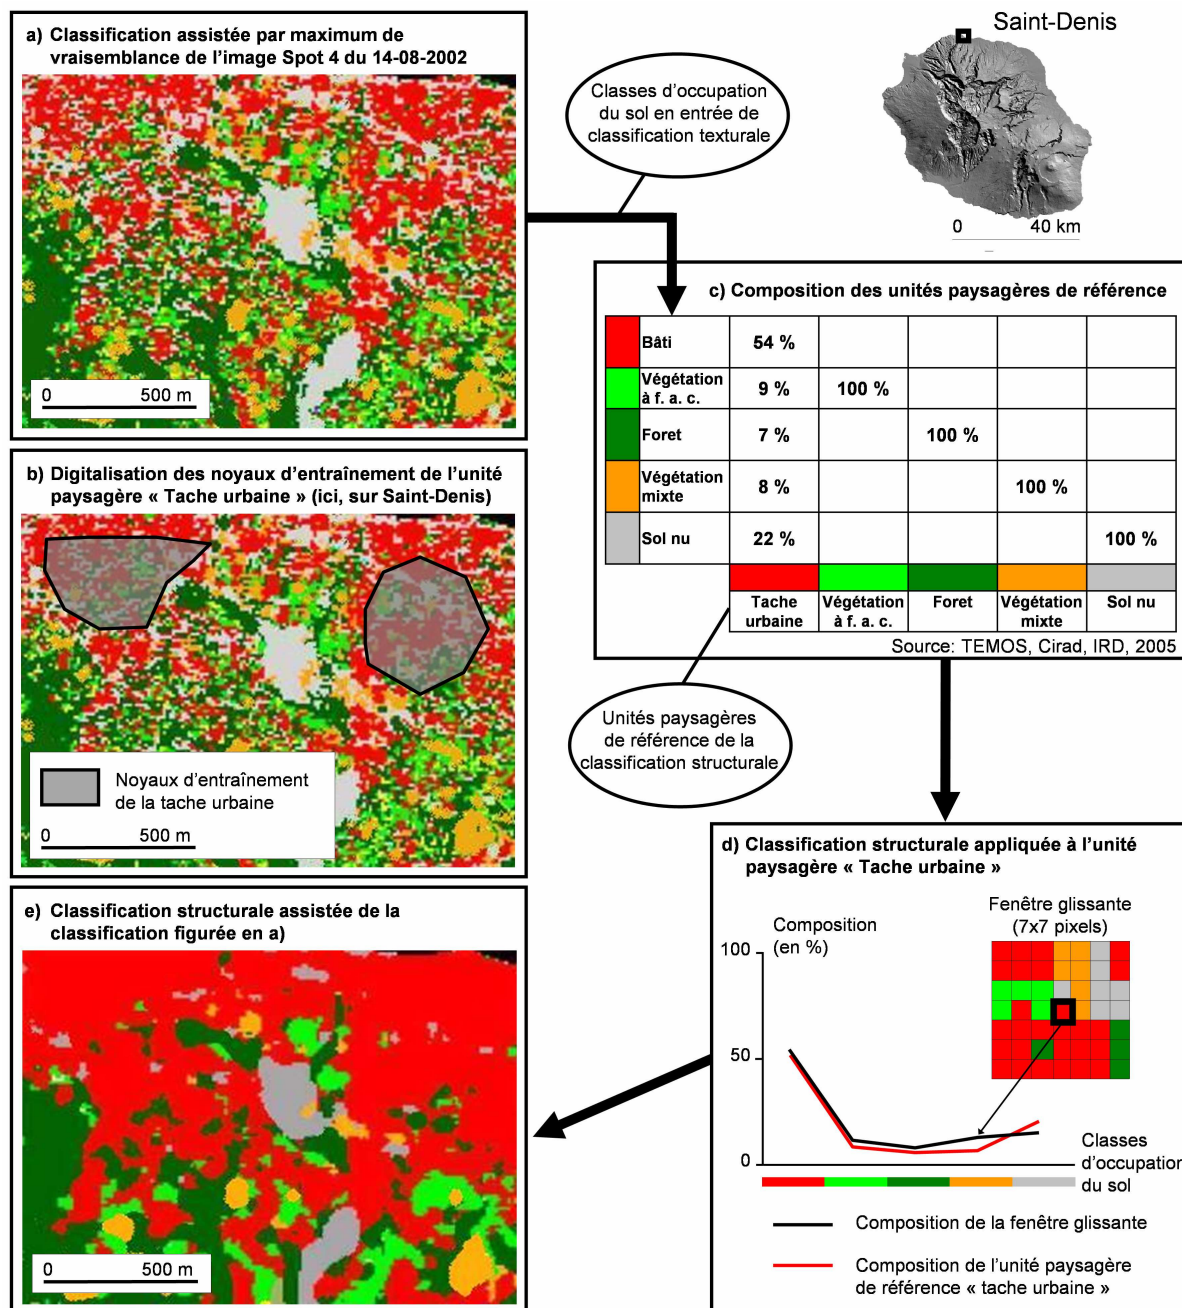 a) Classification assistée par maximum de
vraisemblance de l'image Spot 4 du 14-08-2002
0 500 m
Classes d'occupation
du sol en entrée de
classification texturale
Saint-Denis
0 40 km
b) Digitalisation des noyaux d'entraînement de l'unité
paysagère « Tache urbaine » (ici, sur Saint-Denis)
Noyaux d'entraînement
de la tache urbaine
0 500 m
c) Composition des unités paysagères de référence
Bâti 54 %
Végétation
à f. a. c. 9 % 100 %
Foret 7 % 100 %
Végétation
mixte 8 % 100 %
Sol nu 22 % 100 %
Tache
urbaine
Végétation
à f. a. c.
Foret
Végétation
mixte
Sol nu
Source: TEMOS, Cirad, IRD, 2005
Unités paysagères
de référence de la
classification structurale
d) Classification structurale appliquée à l'unité
paysagère « Tache urbaine »
Fenêtre glissante
(7x7 pixels)
Composition
(en %)
100
50
0
Classes
d'occupation
du sol
Composition de la fenêtre glissante
Composition de l'unité paysagère
de référence « tache urbaine »
e) Classification structurale assistée de la
classification figurée en a)
0 500 m